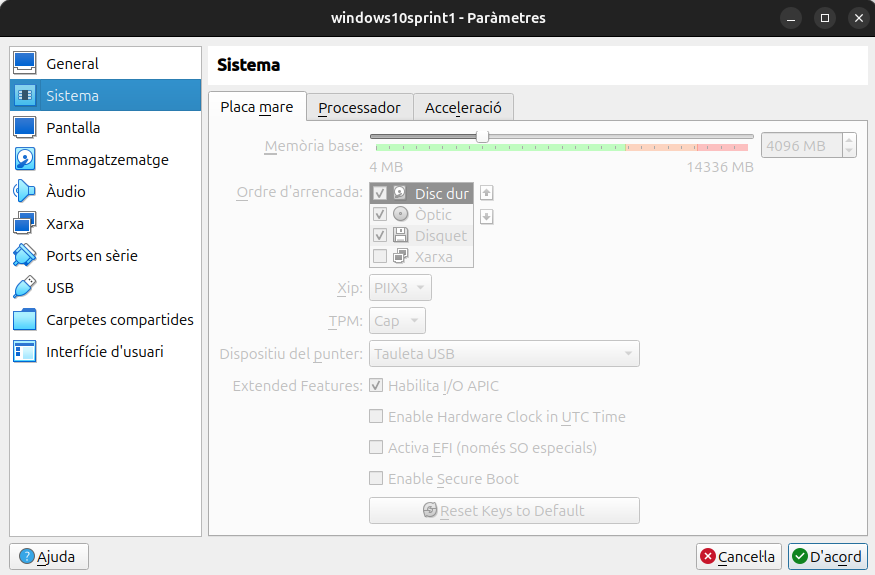 windows10sprint1 - Paràmetres
General
Sistema
Pantalla
Emmagatzematge
Àudio
Xarxa
Ports en sèrie
USB
Carpetes compartides
Interfície d'usuari
Sistema
Placa mare
Processador
Acceleració
Memòria base:
4096 MB
4 MB
14336 MB
Ordre d'arrencada:
Disc dur
Òptic
Disquet
Xarxa
Xip:
PIIX3
TPM:
Cap
Dispositiu del punter:
Tauleta USB
Extended Features:
Habilita I/O APIC
Enable Hardware Clock in UTC Time
Activa EFI (només SO especials)
Enable Secure Boot
Reset Keys to Default
Ajuda
Cancel·la
D'acord